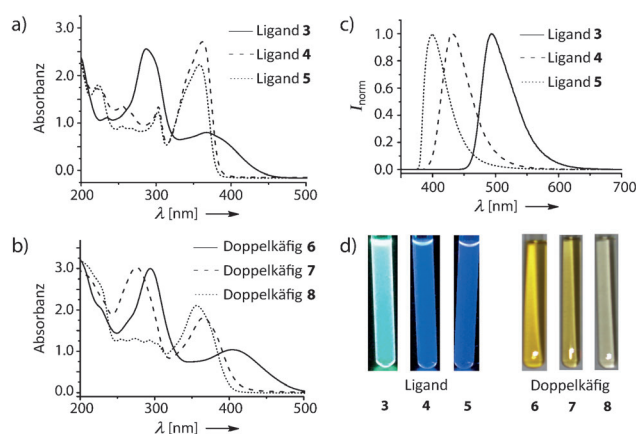 a)
Absorbanz
3.0
2.0
1.0
0.0
Ligand 3
Ligand 4
Ligand 5
200 300 400 500
λ [nm]
b)
Absorbanz
3.0
2.0
1.0
0.0
Doppelkäfig 6
Doppelkäfig 7
Doppelkäfig 8
200 300 400 500
λ [nm]
c)
I norm
1.0
0.8
0.6
0.4
0.2
0.0
Ligand 3
Ligand 4
Ligand 5
400 500 600 700
λ [nm]
d)
Ligand Doppelkäfig
3 4 5 6 7 8